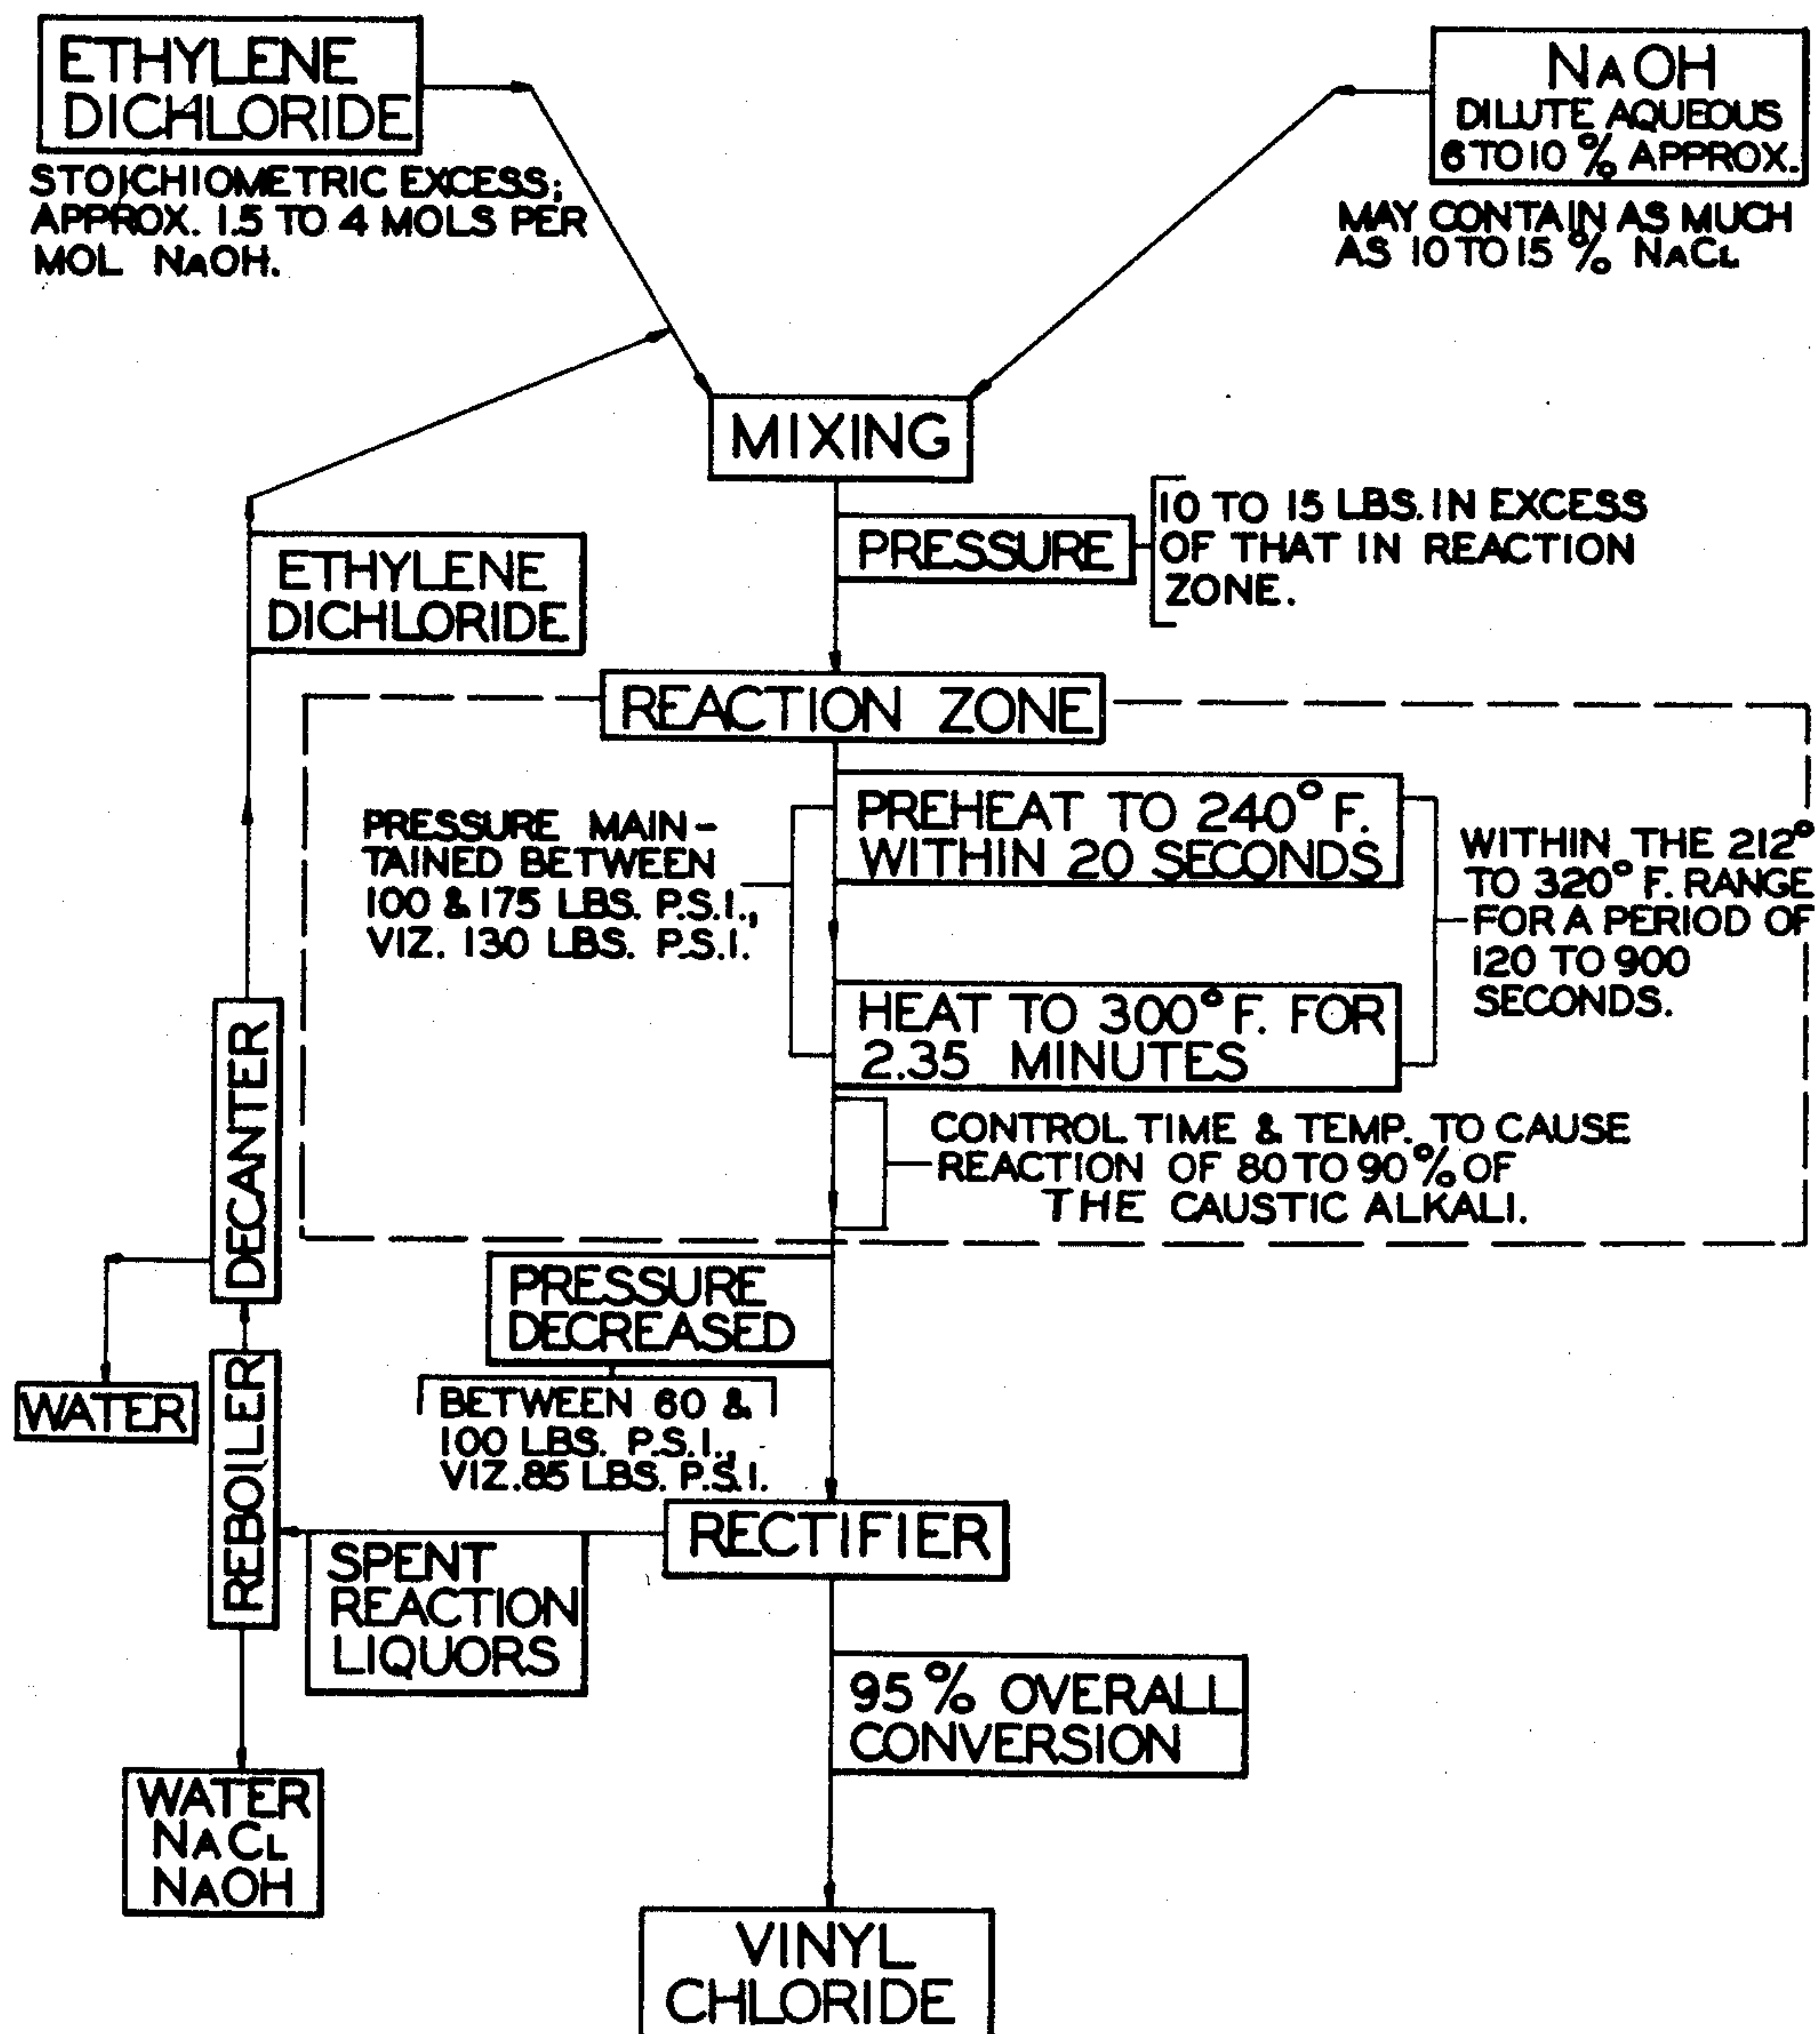 ETHYLENE
DICHLORIDE
STOICHIOMETRIC EXCESS;
APPROX. 1.5 TO 4 MOLS PER
MOL NAOH.
NAOH
DILUTE AQUEOUS
6 TO 10 % APPROX.
MAY CONTAIN AS MUCH
AS 10 TO 15 % NACL
MIXING
PRESSURE
10 TO 15 LBS. IN EXCESS
OF THAT IN REACTION
ZONE.
ETHYLENE
DICHLORIDE
REACTION ZONE
PREHEAT TO 240° F.
WITHIN 20 SECONDS
PRESSURE MAIN-
TAINED BETWEEN
100 & 175 LBS. P.S.I.,
VIZ. 130 LBS. P.S.I.
WITHIN THE 212°
TO 320° F. RANGE
FOR A PERIOD OF
120 TO 900
SECONDS.
HEAT TO 300° F. FOR
2.35 MINUTES
CONTROL TIME & TEMP. TO CAUSE
REACTION OF 80 TO 90 % OF
THE CAUSTIC ALKALI.
DECANTER
PRESSURE
DECREASED
BETWEEN 60 &
100 LBS. P.S.I.,
VIZ. 85 LBS. P.S.I.
WATER
REBOILER
RECTIFIER
SPENT
REACTION
LIQUORS
95 % OVERALL
CONVERSION
WATER
NACL
NAOH
VINYL
CHLORIDE